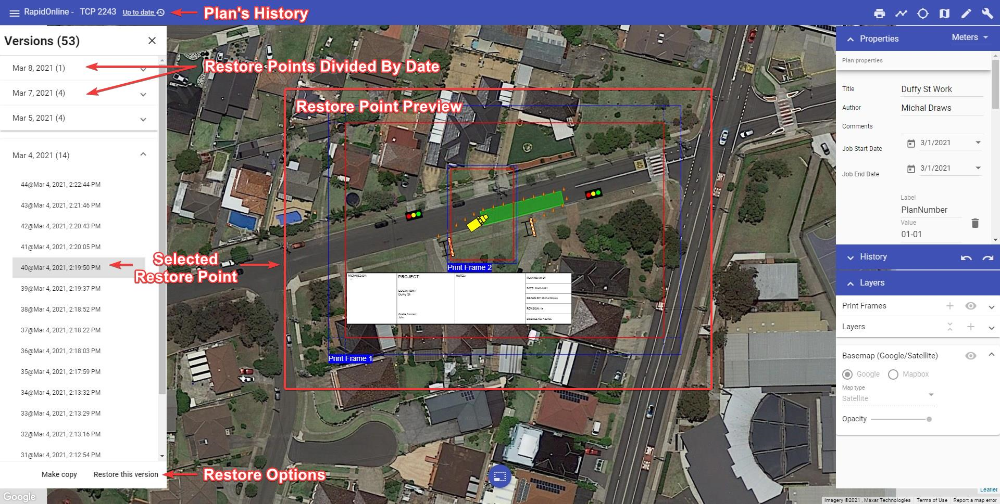 RapidOnline - TCP 2243 Up to date
Plan's History
Versions (53)
Mar 8, 2021 (1)
Mar 7, 2021 (4)
Mar 5, 2021 (4)
Mar 4, 2021 (14)
44@Mar 4, 2021, 2:22:44 PM
43@Mar 4, 2021, 2:21:46 PM
42@Mar 4, 2021, 2:20:43 PM
41@Mar 4, 2021, 2:20:05 PM
40@Mar 4, 2021, 2:19:50 PM
39@Mar 4, 2021, 2:19:37 PM
38@Mar 4, 2021, 2:18:52 PM
37@Mar 4, 2021, 2:18:22 PM
36@Mar 4, 2021, 2:18:03 PM
35@Mar 4, 2021, 2:17:59 PM
34@Mar 4, 2021, 2:13:32 PM
33@Mar 4, 2021, 2:13:29 PM
32@Mar 4, 2021, 2:13:16 PM
31@Mar 4, 2021, 2:12:54 PM
Make copy
Restore this version
Google
Restore Points Divided By Date
Restore Point Preview
Selected
Restore Point
Restore Options
40
40
Print Frame 2
PREPARED BY:
PROJECT:
LOCATION:
Duffy St
Onsite Contact:
John
NOTES:
PLAN No: 01-01
DATE: 02-03-2021
DRAWN BY: Michal Draws
REVISION: 1a
LICENSE No: 123456
Print Frame 1
BUS
LANE
Properties
Meters
Plan properties
Title
Duffy St Work
Author
Michal Draws
Comments
Job Start Date
3/1/2021
Job End Date
3/1/2021
Label
PlanNumber
Value
01-01
History
Layers
Print Frames
Layers
Basemap (Google/Satellite)
Google
Mapbox
Map type
Satellite
Opacity
Leaflet
Imagery ©2021 , Maxar Technologies
Terms of Use
Report a map error